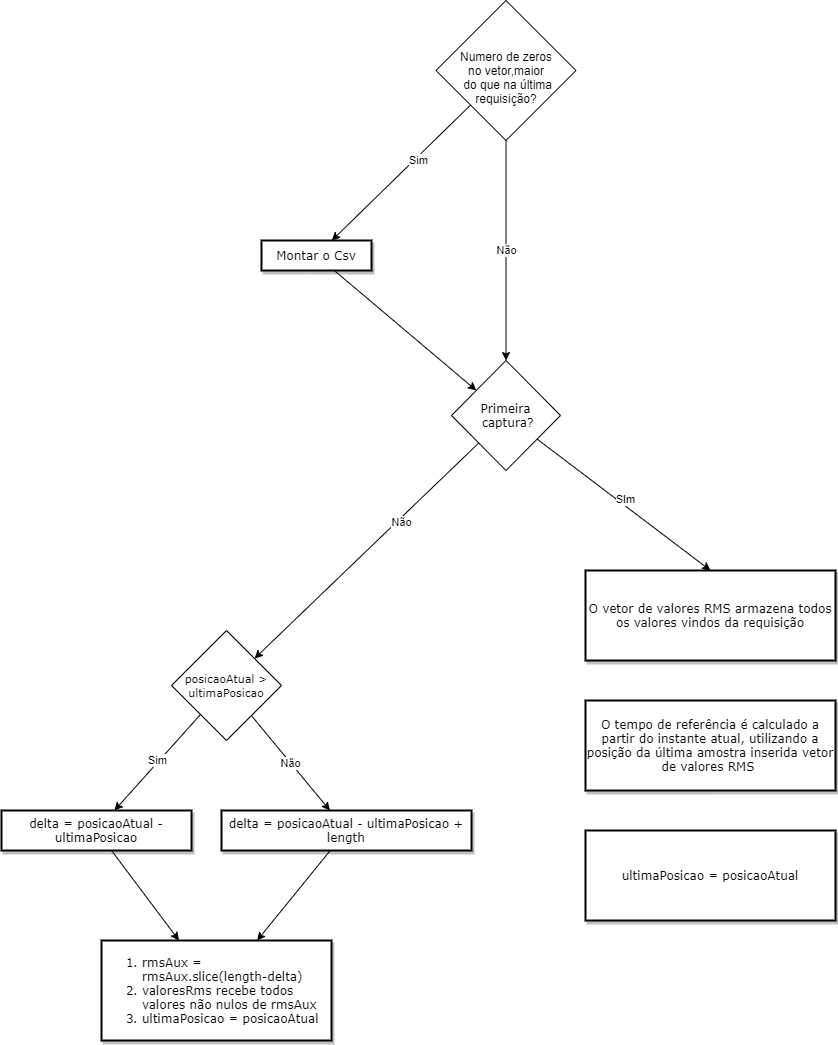 Numero de zeros
no vetor,maior
do que na última
requisição?
Sim
Não
Montar o Csv
Primeira
captura?
SIm
Não
O vetor de valores RMS armazena todos
os valores vindos da requisição
posicaoAtual >
ultimaPosicao
O tempo de referência é calculado a
partir do instante atual, utilizando a
posição da última amostra inserida vetor
de valores RMS
Sim
Não
delta = posicaoAtual -
ultimaPosicao
delta = posicaoAtual - ultimaPosicao +
length
ultimaPosicao = posicaoAtual
1. rmsAux =
rmsAux.slice(length-delta)
2. valoresRms recebe todos
valores não nulos de rmsAux
3. ultimaPosicao = posicaoAtual